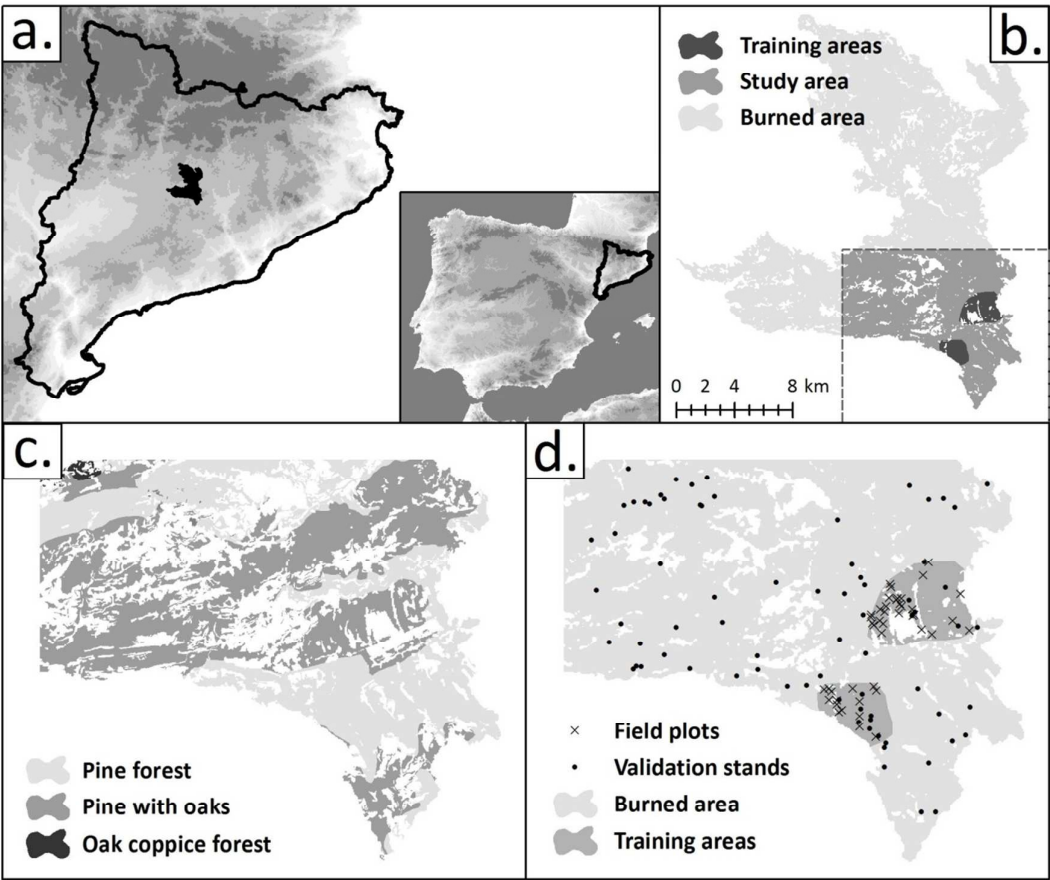 a.
b.
Training areas
Study area
Burned area
0 2 4 8 km
c.
Pine forest
Pine with oaks
Oak coppice forest
d.
Field plots
Validation stands
Burned area
Training areas